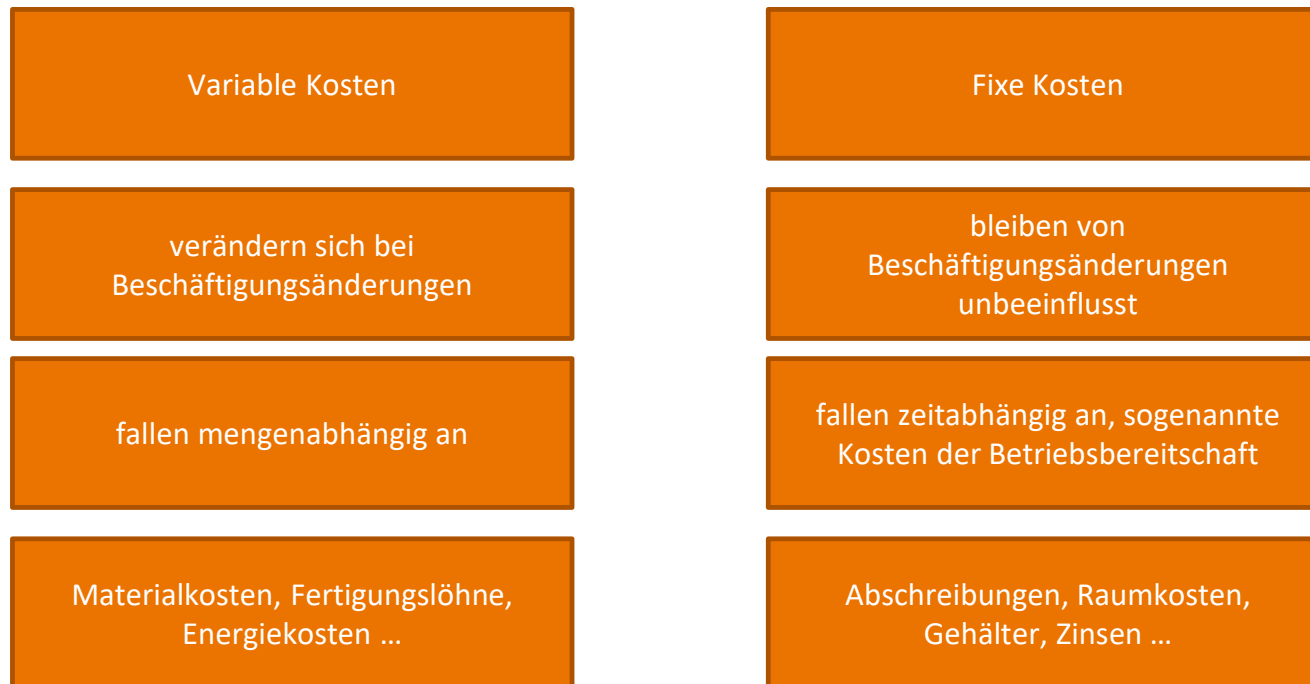 Variable Kosten
Fixe Kosten
verändern sich bei
Beschäftigungsänderungen
bleiben von
Beschäftigungsänderungen
unbeeinflusst
fallen mengenabhängig an
fallen zeitabhängig an, sogenannte
Kosten der Betriebsbereitschaft
Materialkosten, Fertigungslöhne,
Energiekosten …
Abschreibungen, Raumkosten,
Gehälter, Zinsen …